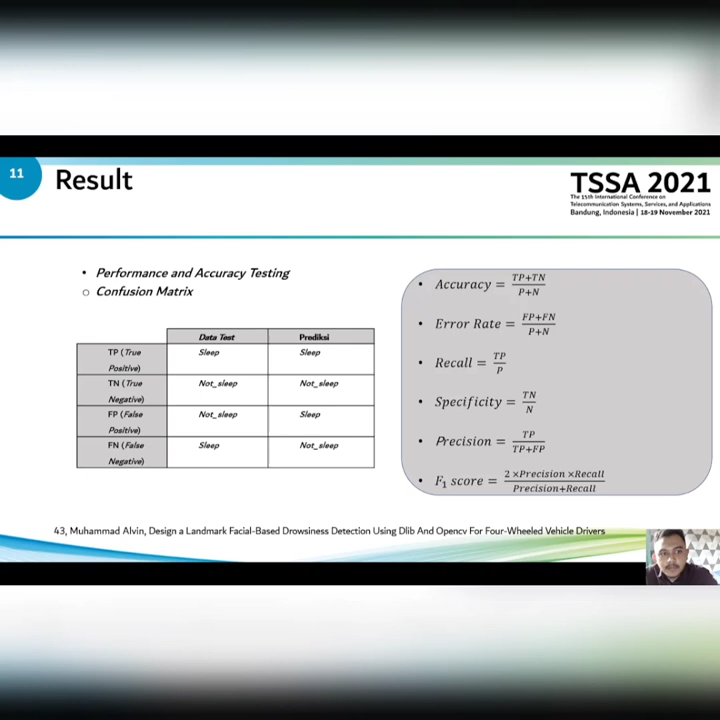 11
Result
TSSA 2021
The 15th International Conference on
Telecommunication Systems, Services, and Applications
Bandung, Indonesia | 18-19 November 2021
• Performance and Accuracy Testing
○ Confusion Matrix
Data Test Prediksi
TP (True Positive) Sleep Sleep
TN (True Negative) Not_sleep Not_sleep
FP (False Positive) Not_sleep Sleep
FN (False Negative) Sleep Not_sleep
• Accuracy = TP+TN / P+N
• Error Rate = FP+FN / P+N
• Recall = TP / P
• Specificity = TN / N
• Precision = TP / TP+FP
• F₁ score = 2 ×Precision ×Recall / Precision+Recall
43, Muhammad Alvin, Design a Landmark Facial-Based Drowsiness Detection Using Dlib And Opencv For Four-Wheeled Vehicle Drivers